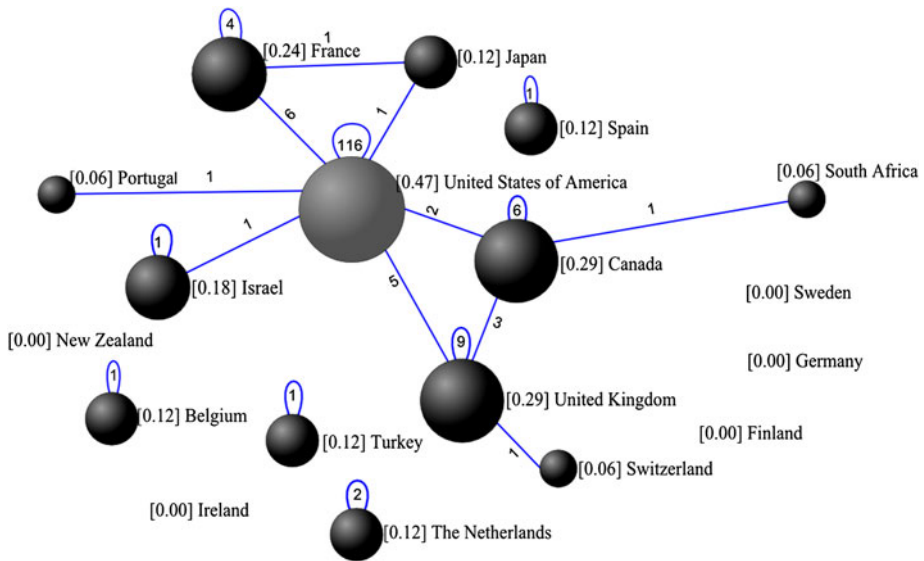 4
[0.24] France
1
[0.12] Japan
6
1
1
[0.12] Spain
116
[0.06] Portugal
1
[0.47] United States of America
[0.06] South Africa
2
6
1
1
1
[0.18] Israel
[0.29] Canada
5
3
[0.00] Sweden
[0.00] New Zealand
9
[0.00] Germany
1
[0.12] Belgium
1
[0.12] Turkey
[0.29] United Kingdom
[0.00] Finland
1
[0.06] Switzerland
[0.00] Ireland
2
[0.12] The Netherlands